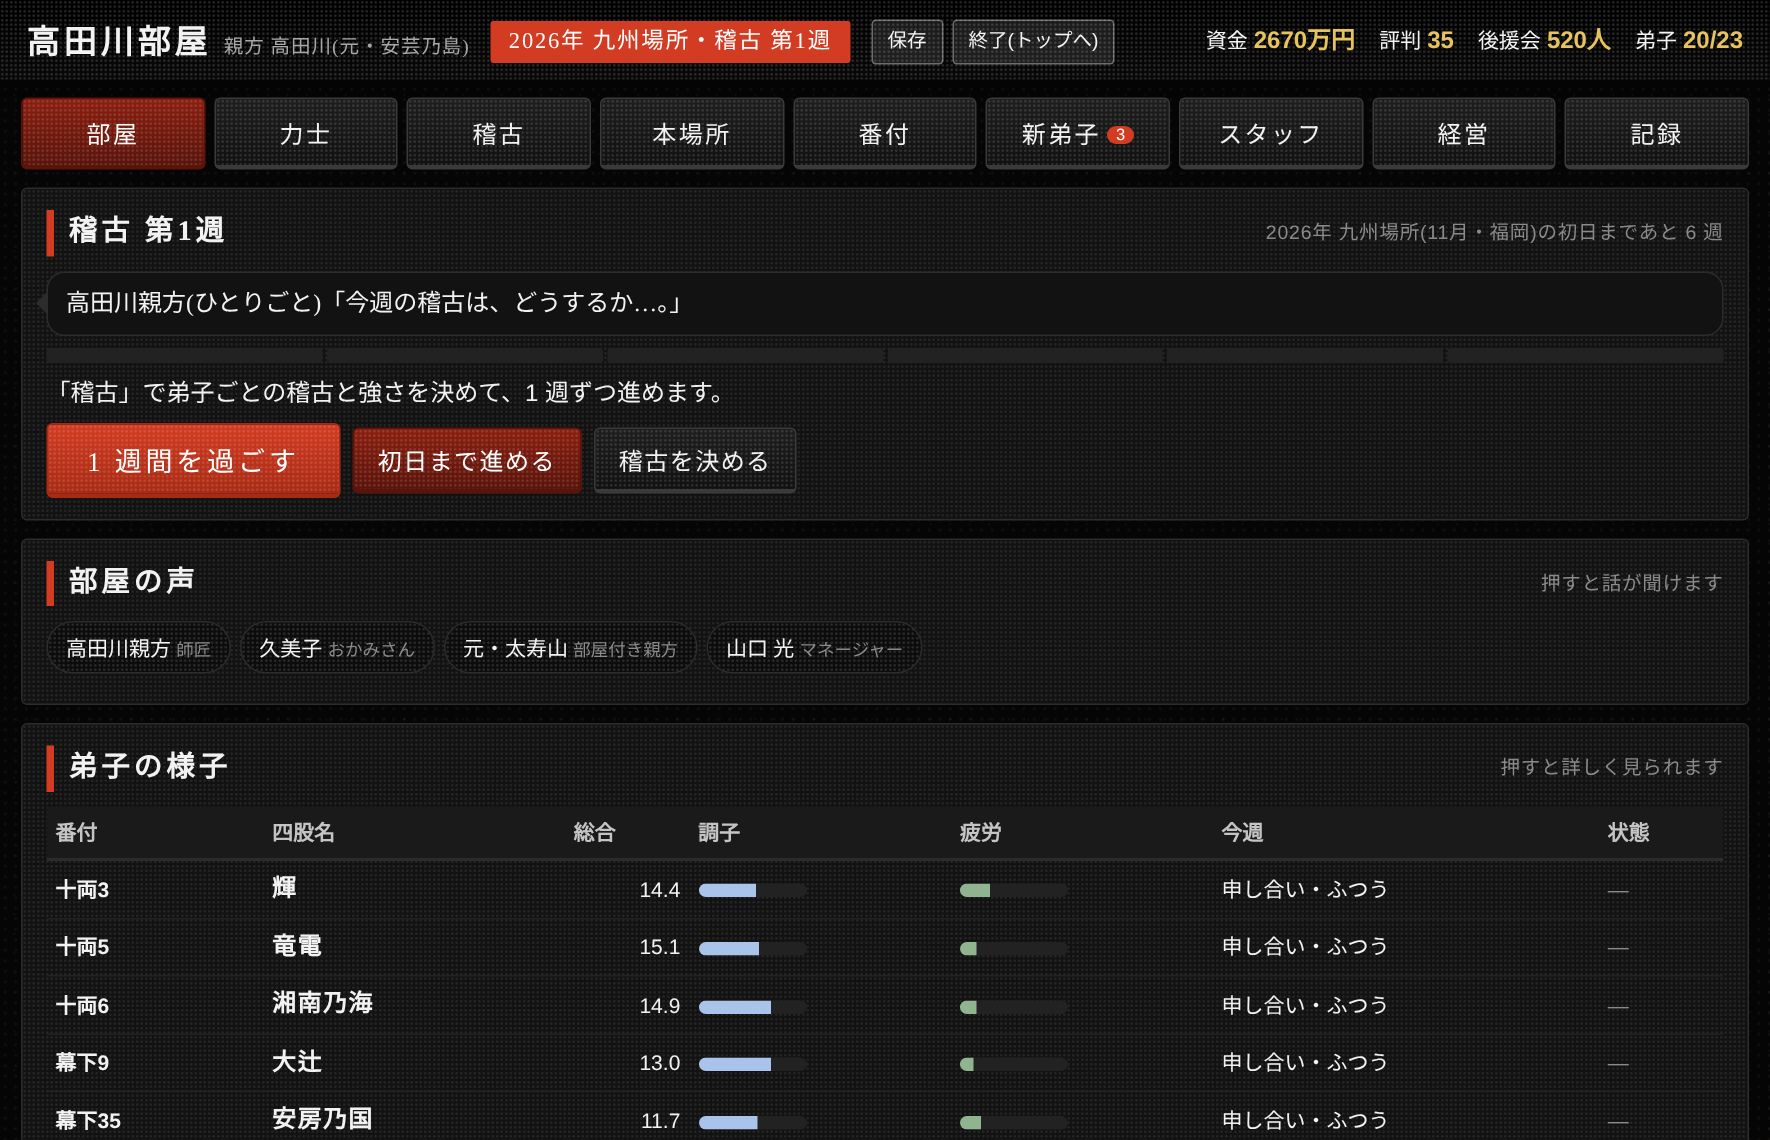 高田川部屋 親方 高田川(元・安芸乃島) 2026年 九州場所・稽古 第1週 保存 終了(トップへ) 資金 2670万円 評判 35 後援会 520人 弟子 20/23
部屋 力士 稽古 本場所 番付 新弟子 3 スタッフ 経営 記録
稽古 第1週 2026年 九州場所(11月・福岡)の初日まであと 6 週
高田川親方(ひとりごと)「今週の稽古は、どうするか…。」
「稽古」で弟子ごとの稽古と強さを決めて、1 週ずつ進めます。
1 週間を過ごす 初日まで進める 稽古を決める
部屋の声 押すと話が聞けます
高田川親方 師匠 久美子 おかみさん 元・太寿山 部屋付き親方 山口 光 マネージャー
弟子の様子 押すと詳しく見られます
番付 四股名 総合 調子 疲労 今週 状態
十両3 輝 14.4 申し合い・ふつう —
十両5 竜電 15.1 申し合い・ふつう —
十両6 湘南乃海 14.9 申し合い・ふつう —
幕下9 大辻 13.0 申し合い・ふつう —
幕下35 安房乃国 11.7 申し合い・ふつう —